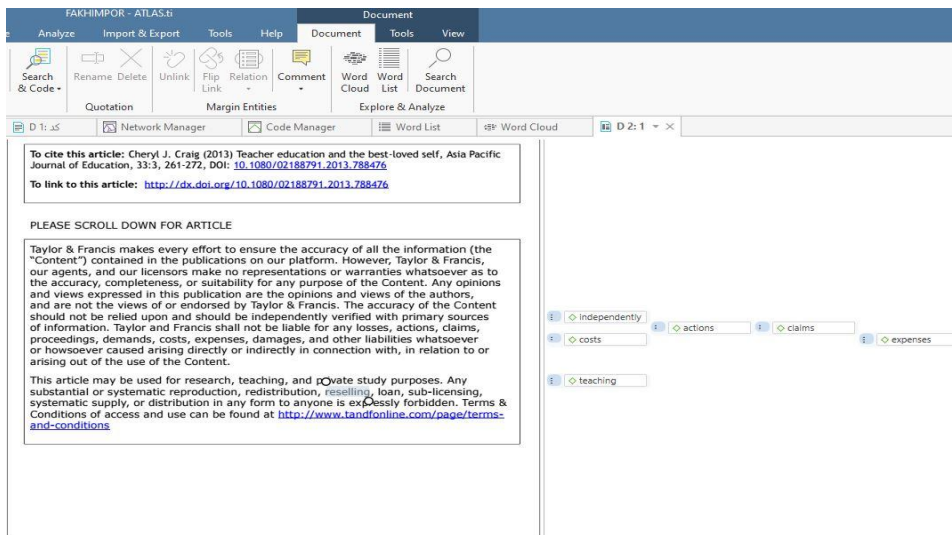 FAKHIMPOR - ATLAS.ti
Document
Analyze Import & Export Tools Help Document Tools View
Search & Code
Rename Delete
Unlink Flip Link Relation
Comment
Word Cloud Word List Search Document
Quotation Margin Entities Explore & Analyze
D 1: کد Network Manager Code Manager Word List Word Cloud D 2: 1
To cite this article: Cheryl J. Craig (2013) Teacher education and the best-loved self, Asia Pacific
Journal of Education, 33:3, 261-272, DOI: 10.1080/02188791.2013.788476
To link to this article: http://dx.doi.org/10.1080/02188791.2013.788476
PLEASE SCROLL DOWN FOR ARTICLE
Taylor & Francis makes every effort to ensure the accuracy of all the information (the
“Content”) contained in the publications on our platform. However, Taylor & Francis,
our agents, and our licensors make no representations or warranties whatsoever as to
the accuracy, completeness, or suitability for any purpose of the Content. Any opinions
and views expressed in this publication are the opinions and views of the authors,
and are not the views of or endorsed by Taylor & Francis. The accuracy of the Content
should not be relied upon and should be independently verified with primary sources
of information. Taylor and Francis shall not be liable for any losses, actions, claims,
proceedings, demands, costs, expenses, damages, and other liabilities whatsoever
or howsoever caused arising directly or indirectly in connection with, in relation to or
arising out of the use of the Content.
This article may be used for research, teaching, and private study purposes. Any
substantial or systematic reproduction, redistribution, reselling, loan, sub-licensing,
systematic supply, or distribution in any form to anyone is expressly forbidden. Terms &
Conditions of access and use can be found at http://www.tandfonline.com/page/terms-
and-conditions
independently
actions claims
costs expenses
teaching